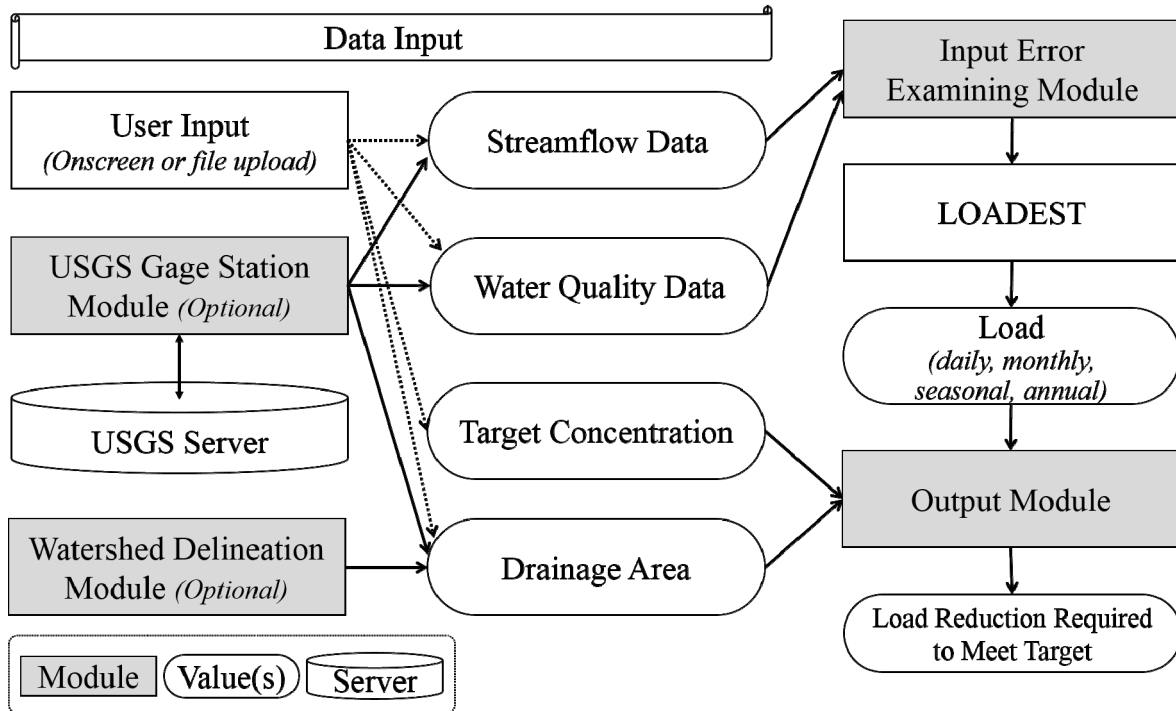 Data Input
User Input
(Onscreen or file upload)
USGS Gage Station
Module (Optional)
USGS Server
Watershed Delineation
Module (Optional)
Streamflow Data
Water Quality Data
Target Concentration
Drainage Area
Input Error
Examining Module
LOADEST
Load
(daily, monthly,
seasonal, annual)
Output Module
Load Reduction Required
to Meet Target
Module
Value(s)
Server